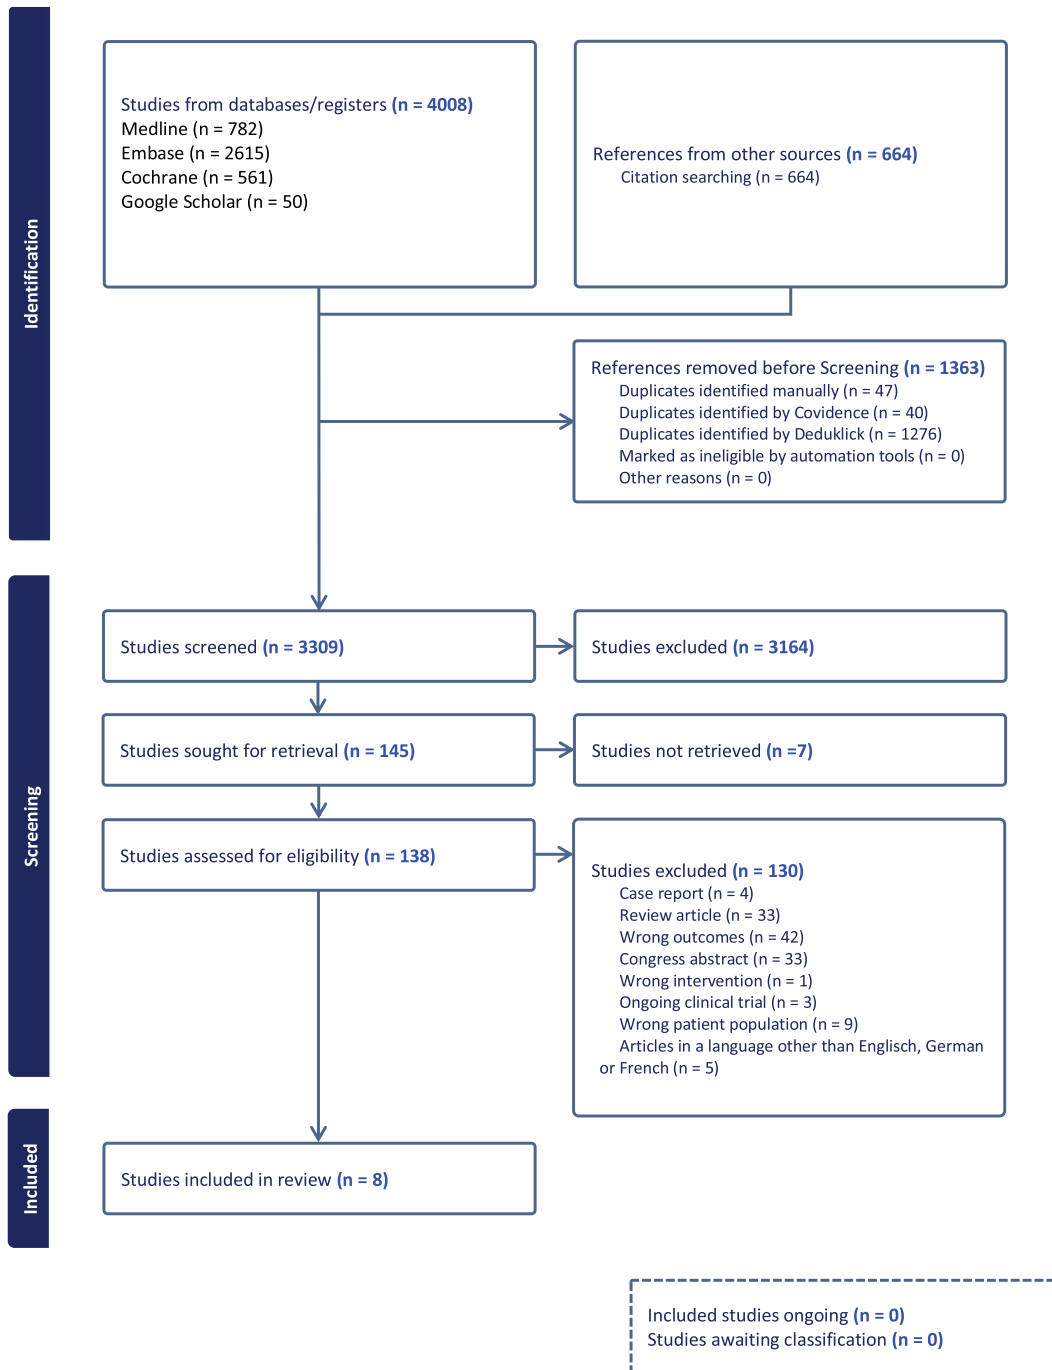 Identification
Studies from databases/registers (n = 4008)
Medline (n = 782)
Embase (n = 2615)
Cochrane (n = 561)
Google Scholar (n = 50)
References from other sources (n = 664)
Citation searching (n = 664)
References removed before Screening (n = 1363)
Duplicates identified manually (n = 47)
Duplicates identified by Covidence (n = 40)
Duplicates identified by Deduklick (n = 1276)
Marked as ineligible by automation tools (n = 0)
Other reasons (n = 0)
Screening
Studies screened (n = 3309)
Studies excluded (n = 3164)
Studies sought for retrieval (n = 145)
Studies not retrieved (n =7)
Studies assessed for eligibility (n = 138)
Studies excluded (n = 130)
Case report (n = 4)
Review article (n = 33)
Wrong outcomes (n = 42)
Congress abstract (n = 33)
Wrong intervention (n = 1)
Ongoing clinical trial (n = 3)
Wrong patient population (n = 9)
Articles in a language other than Englisch, German
or French (n = 5)
Included
Studies included in review (n = 8)
Included studies ongoing (n = 0)
Studies awaiting classification (n = 0)